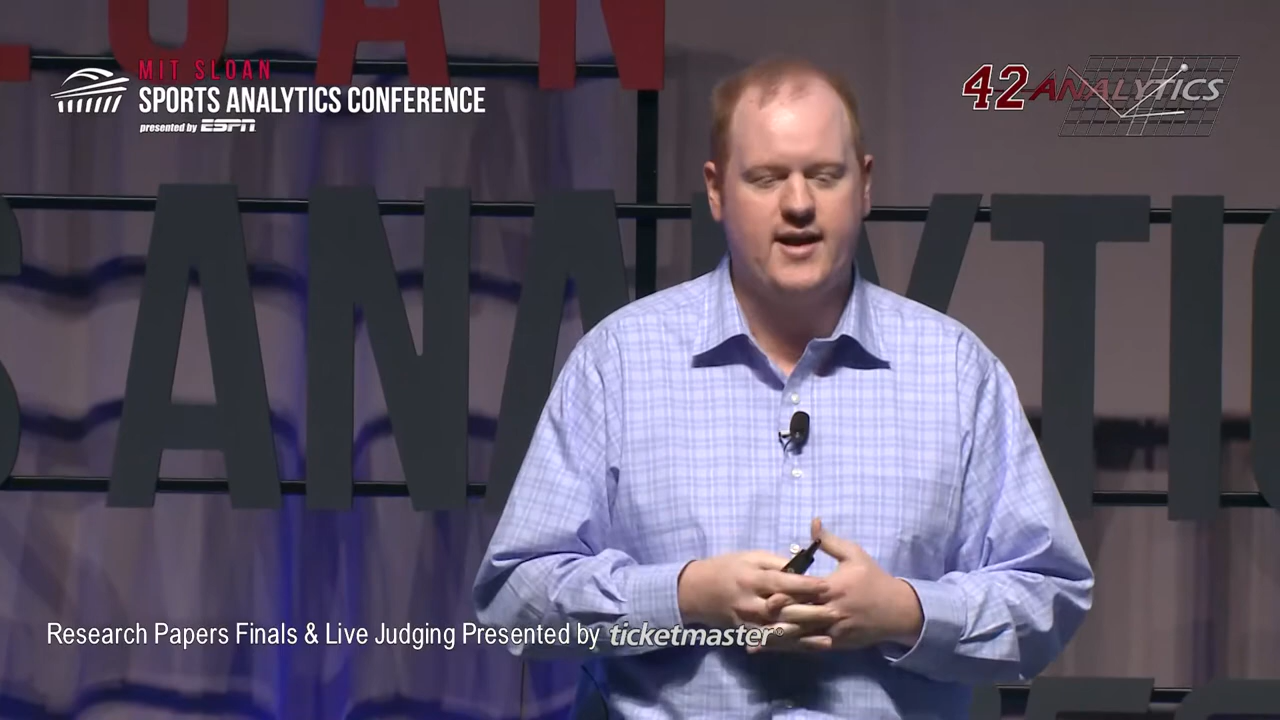 MIT SLOAN
SPORTS ANALYTICS CONFERENCE
presented by ESPN
42 ANALYTICS
Research Papers Finals & Live Judging Presented by ticketmaster®